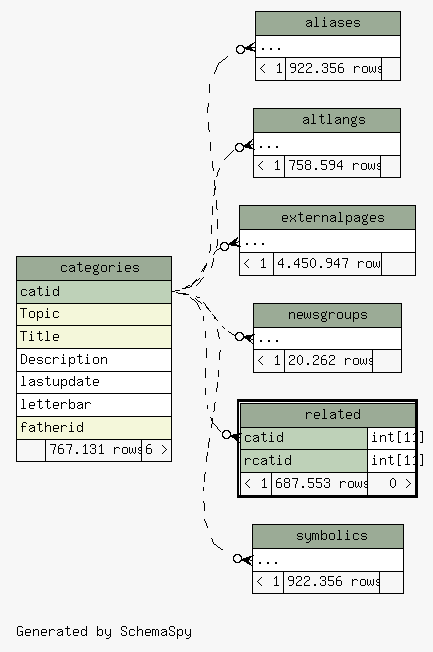 aliases
...
< 1 922.356 rows
altlangs
...
< 1 758.594 rows
externalpages
...
< 1 4.450.947 row
categories
catid
Topic
Title
Description
lastupdate
letterbar
fatherid
767.131 rows 6 >
newsgroups
...
< 1 20.262 rows
related
catid int[11]
rcatid int[11]
< 1 687.553 rows 0 >
symbolics
...
< 1 922.356 rows
Generated by SchemaSpy